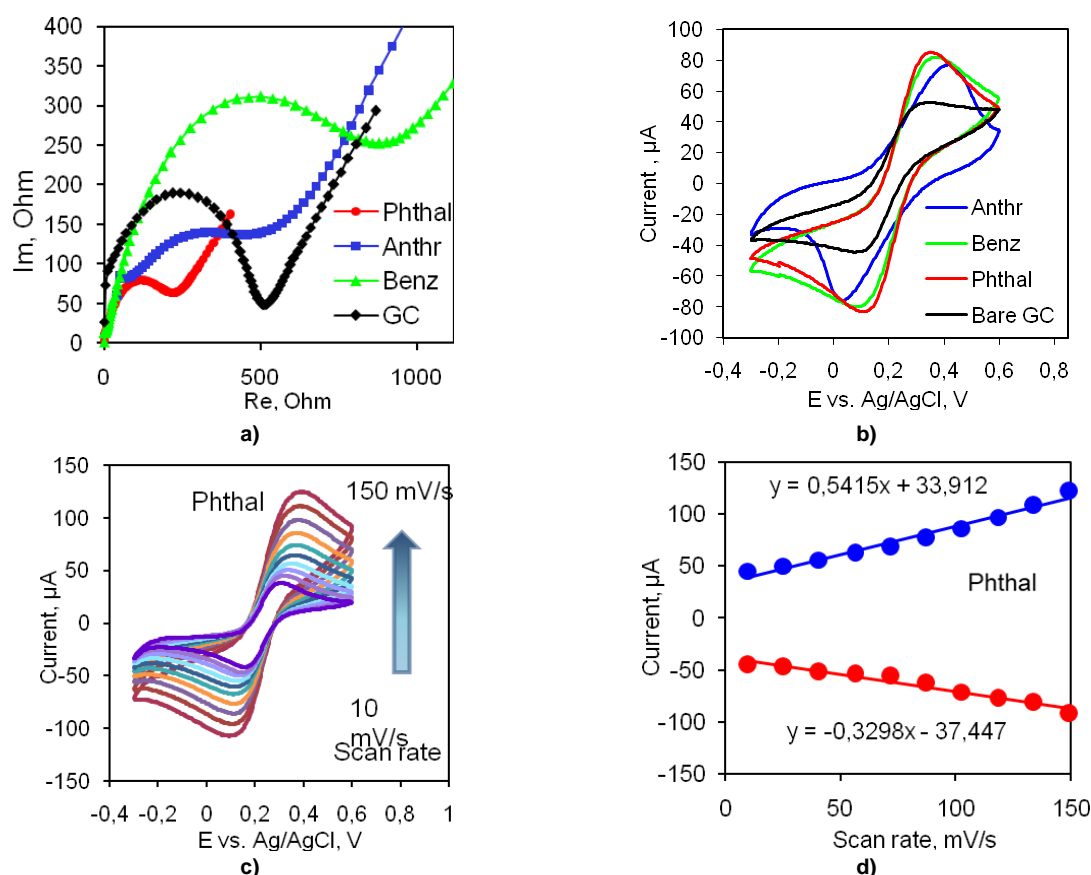 400
350
300
250
200
150
100
50
0
Im, Ohm
Phthal
Anthr
Benz
GC
0
500
1000
Re, Ohm
a)
100
80
60
40
20
0
-20
-40
-60
-80
-100
Current , µA
Anthr
Benz
Phthal
Bare GC
-0,4
-0,2
0
0,2
0,4
0,6
0,8
E vs. Ag/AgCl, V
b)
150
100
50
0
-50
-100
-150
Current, µA
Phthal
150 mV/s
10
mV/s
Scan rate
-0,4
-0,2
0
0,2
0,4
0,6
0,8
1
E vs. Ag/AgCl, V
c)
150
100
50
0
-50
-100
-150
Current, µA
y = 0,5415x + 33,912
Phthal
y = -0,3298x - 37,447
0
50
100
150
Scan rate, mV/s
d)